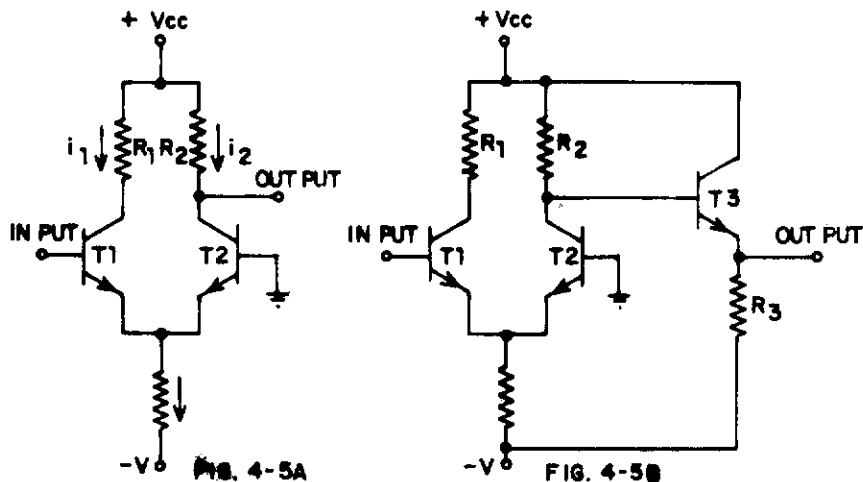 + Vcc
i1
R1
R2
i2
OUT PUT
IN PUT
T1
T2
-V
FIG. 4-5A
+ Vcc
R1
R2
T3
IN PUT
T1
T2
OUT PUT
R3
-V
FIG. 4-5B